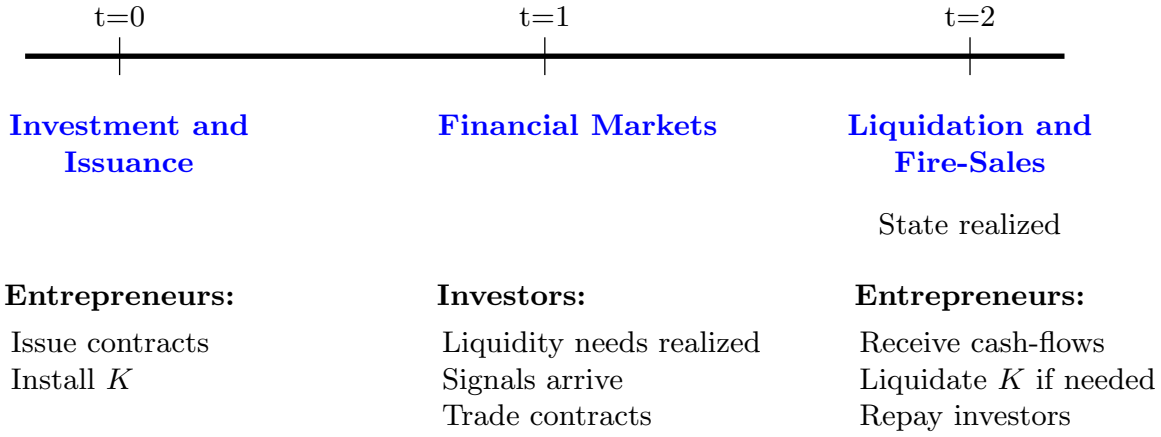 t=0
t=1
t=2
Investment and
Issuance
Financial Markets
Liquidation and
Fire-Sales
State realized
Entrepreneurs:
Issue contracts
Install K
Investors:
Liquidity needs realized
Signals arrive
Trade contracts
Entrepreneurs:
Receive cash-flows
Liquidate K if needed
Repay investors